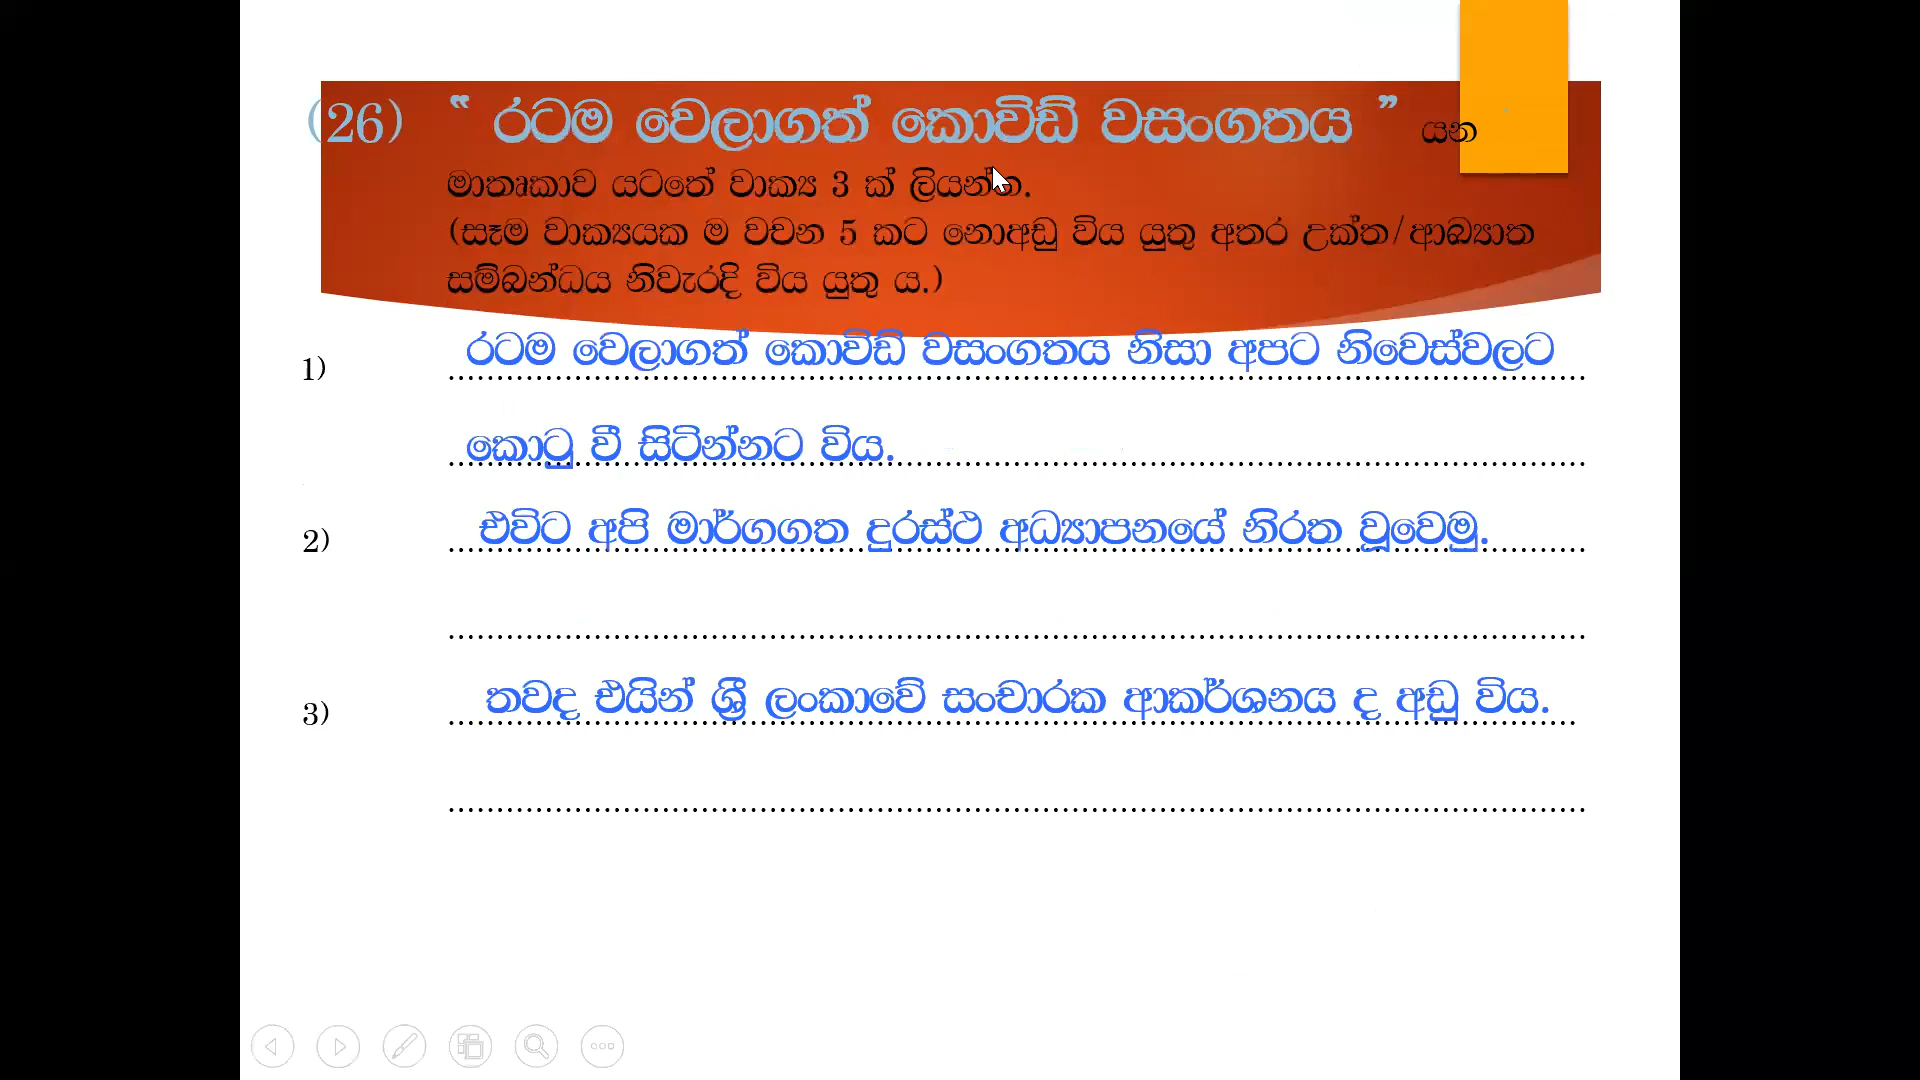 (26) “ රටම වෙලාගත් කොවිඩ් වසංගතය ” යන
මාතෘකාව යටතේ වාක්‍ය 3 ක් ලියන්න.
(සෑම වාක්‍යයක ම වචන 5 කට නොඅඩු විය යුතු අතර උක්ත/ආඛ්‍යාත
සම්බන්ධය නිවැරදි විය යුතු ය.)
1) රටම වෙලාගත් කොවිඩ් වසංගතය නිසා අපට නිවෙස්වලට
කොටු වී සිටින්නට විය.
2) එවිට අපි මාර්ගගත දුරස්ථ අධ්‍යාපනයේ නිරත වූවෙමු.
3) තවද එයින් ශ්‍රී ලංකාවේ සංචාරක ආකර්ශනය ද අඩු විය.